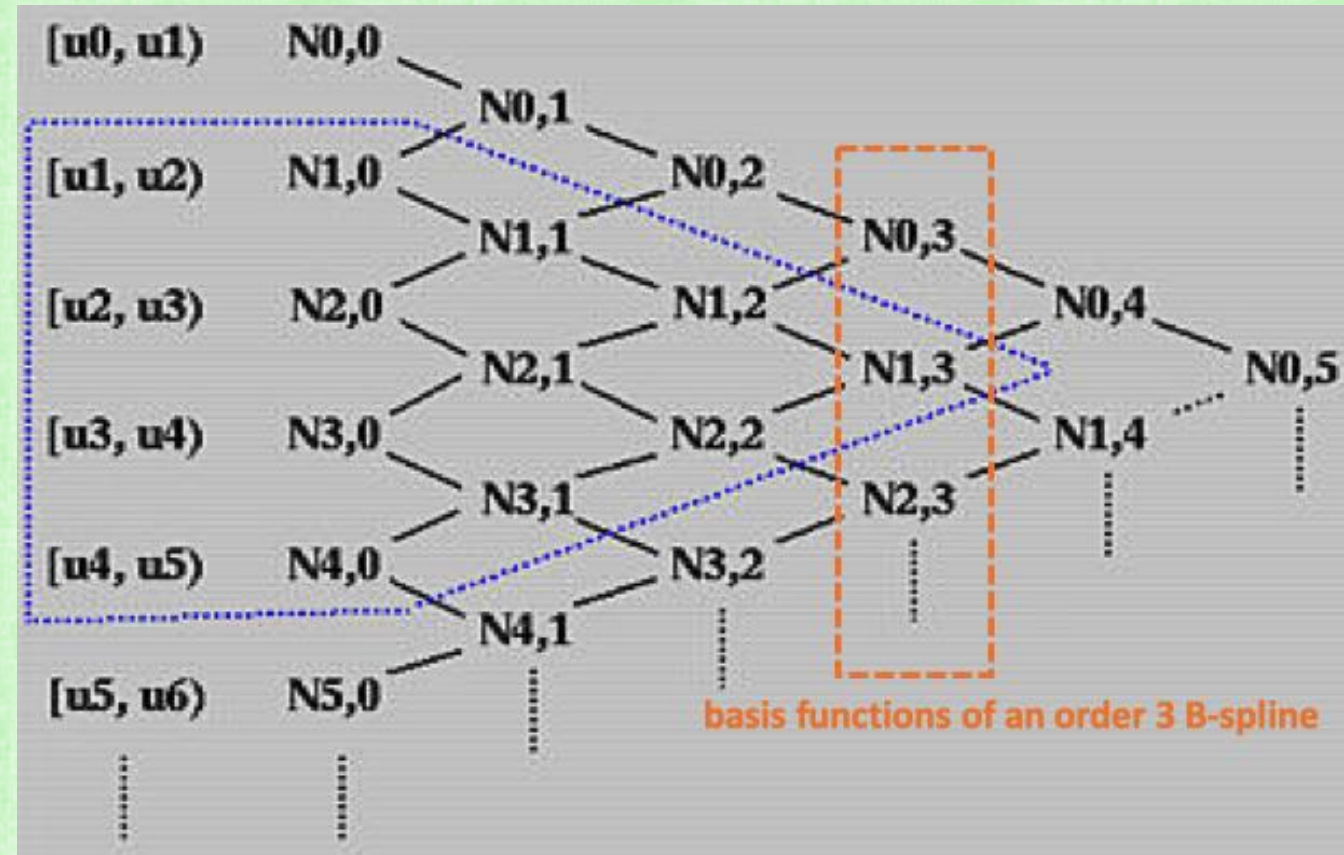 [u0, u1) N0,0
N0,1
[u1, u2) N1,0 N0,2
N1,1 N0,3
[u2, u3) N2,0 N1,2 N0,4
N2,1 N1,3 N0,5
[u3, u4) N3,0 N2,2 N1,4
N3,1 N2,3
[u4, u5) N4,0 N3,2
N4,1
[u5, u6) N5,0
basis functions of an order 3 B-spline